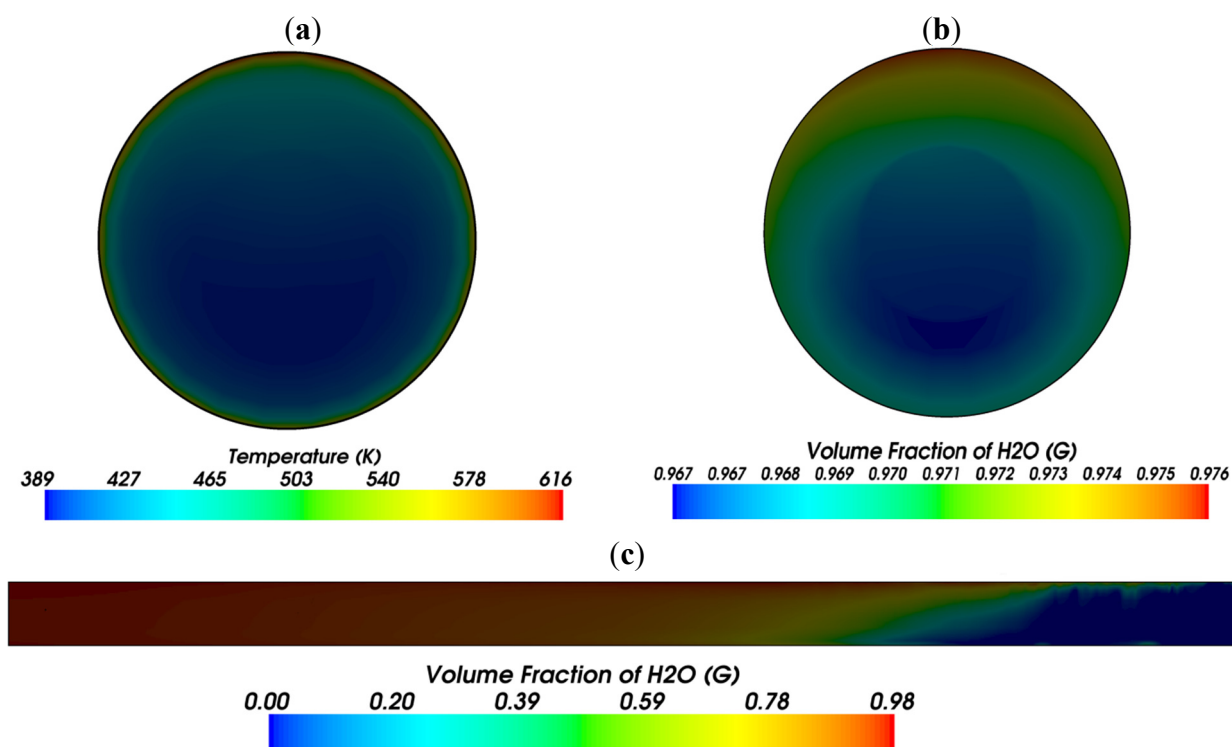 (a)
(b)
Temperature (K)
389 427 465 503 540 578 616
Volume Fraction of H2O (G)
0.967 0.967 0.968 0.969 0.970 0.971 0.972 0.973 0.974 0.975 0.976
(c)
Volume Fraction of H2O (G)
0.00 0.20 0.39 0.59 0.78 0.98